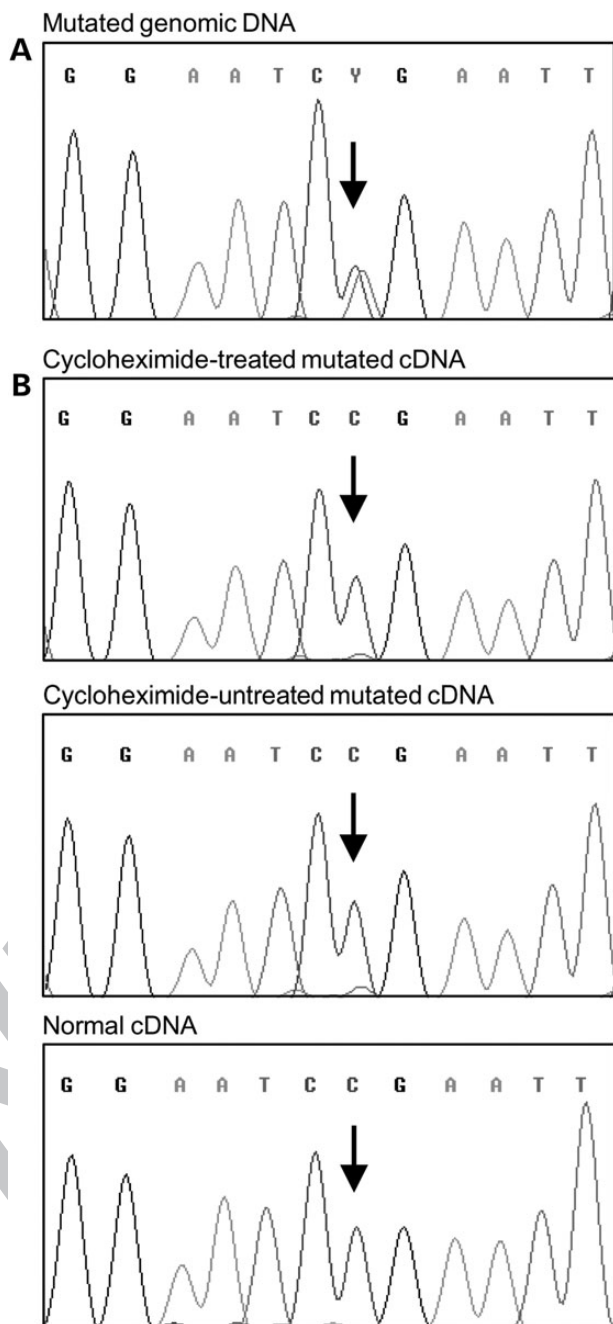 Mutated genomic DNA
A
G G A A T C Y G A A T T
Cycloheximide-treated mutated cDNA
B
G G A A T C C G A A T T
Cycloheximide-untreated mutated cDNA
G G A A T C C G A A T T
Normal cDNA
G G A A T C C G A A T T